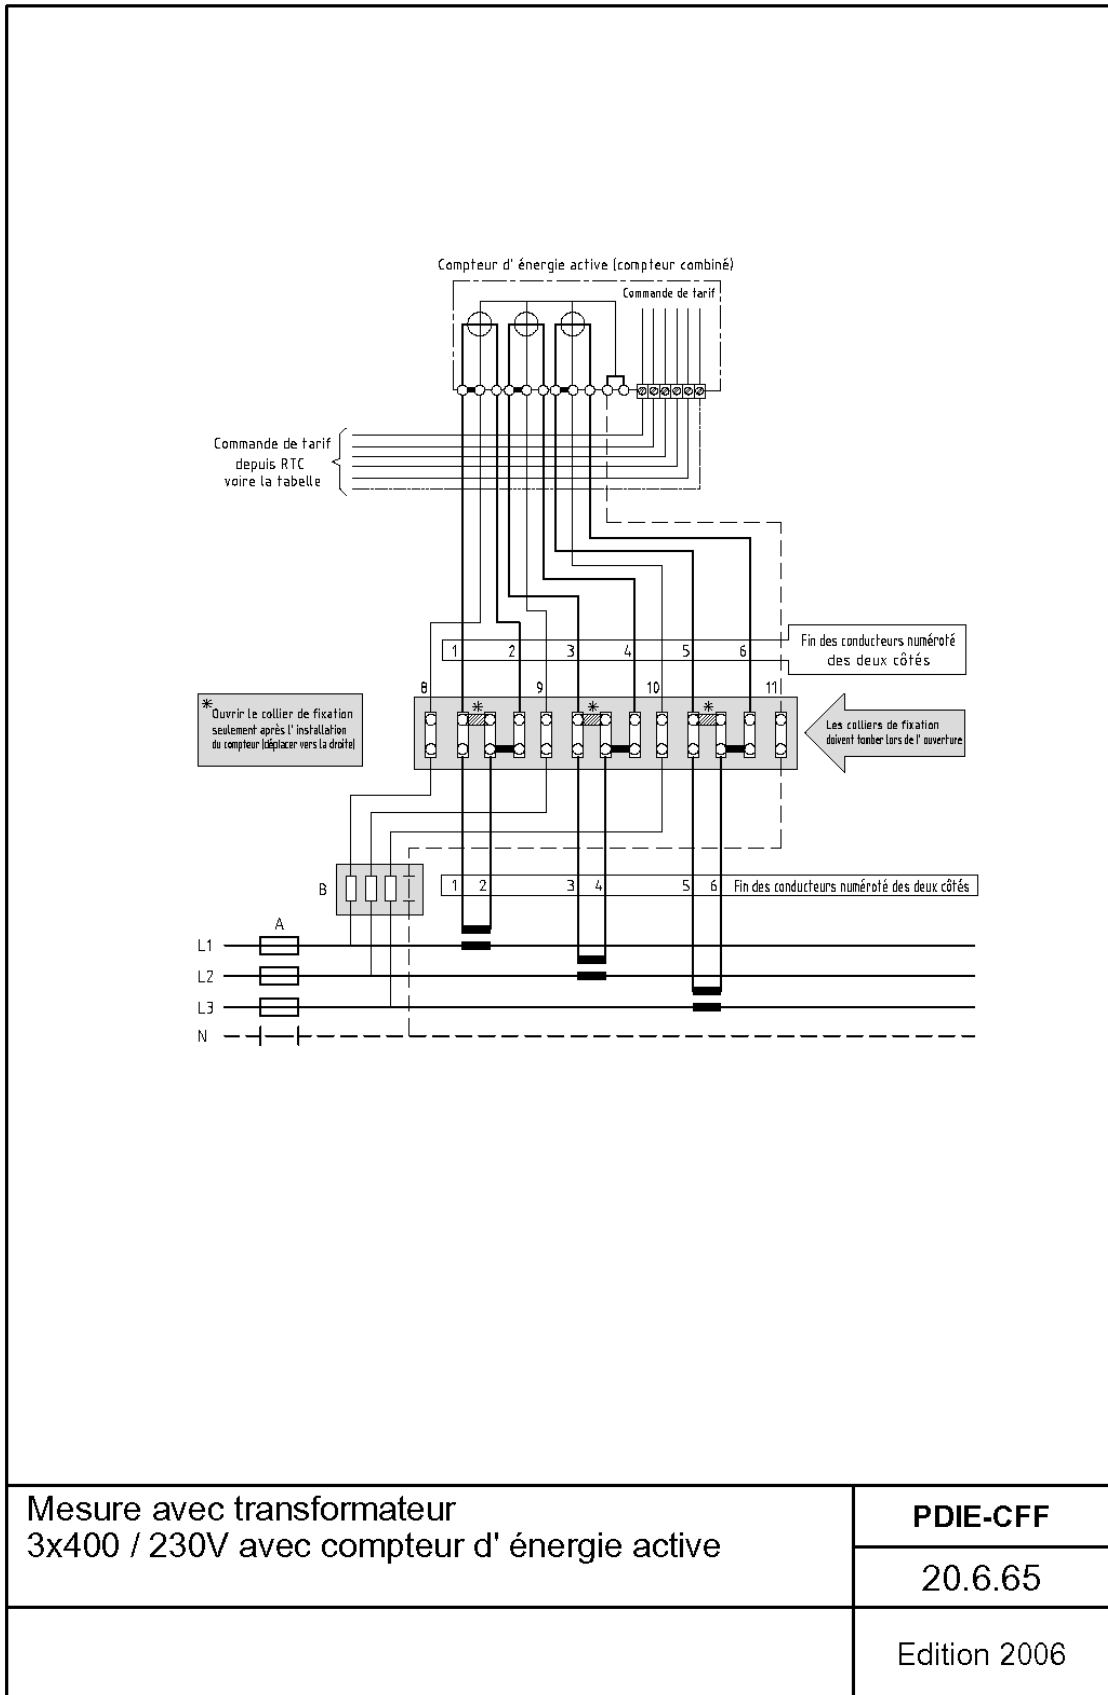 Compteur d' énergie active (compteur combiné)
Commande de tarif
Commande de tarif
depuis RTC
voire la tabelle
Fin des conducteurs numéroté
des deux côtés
1 2 3 4 5 6
8 9 10 11
* * *
* Ouvrir le collier de fixation
seulement après l' installation
du compteur (déplacer vers la droite)
Les colliers de fixation
doivent tomber lors de l' ouverture
B
1 2 3 4 5 6 Fin des conducteurs numéroté des deux côtés
A
L1
L2
L3
N
Mesure avec transformateur
3x400 / 230V avec compteur d' énergie active
PDIE-CFF
20.6.65
Edition 2006